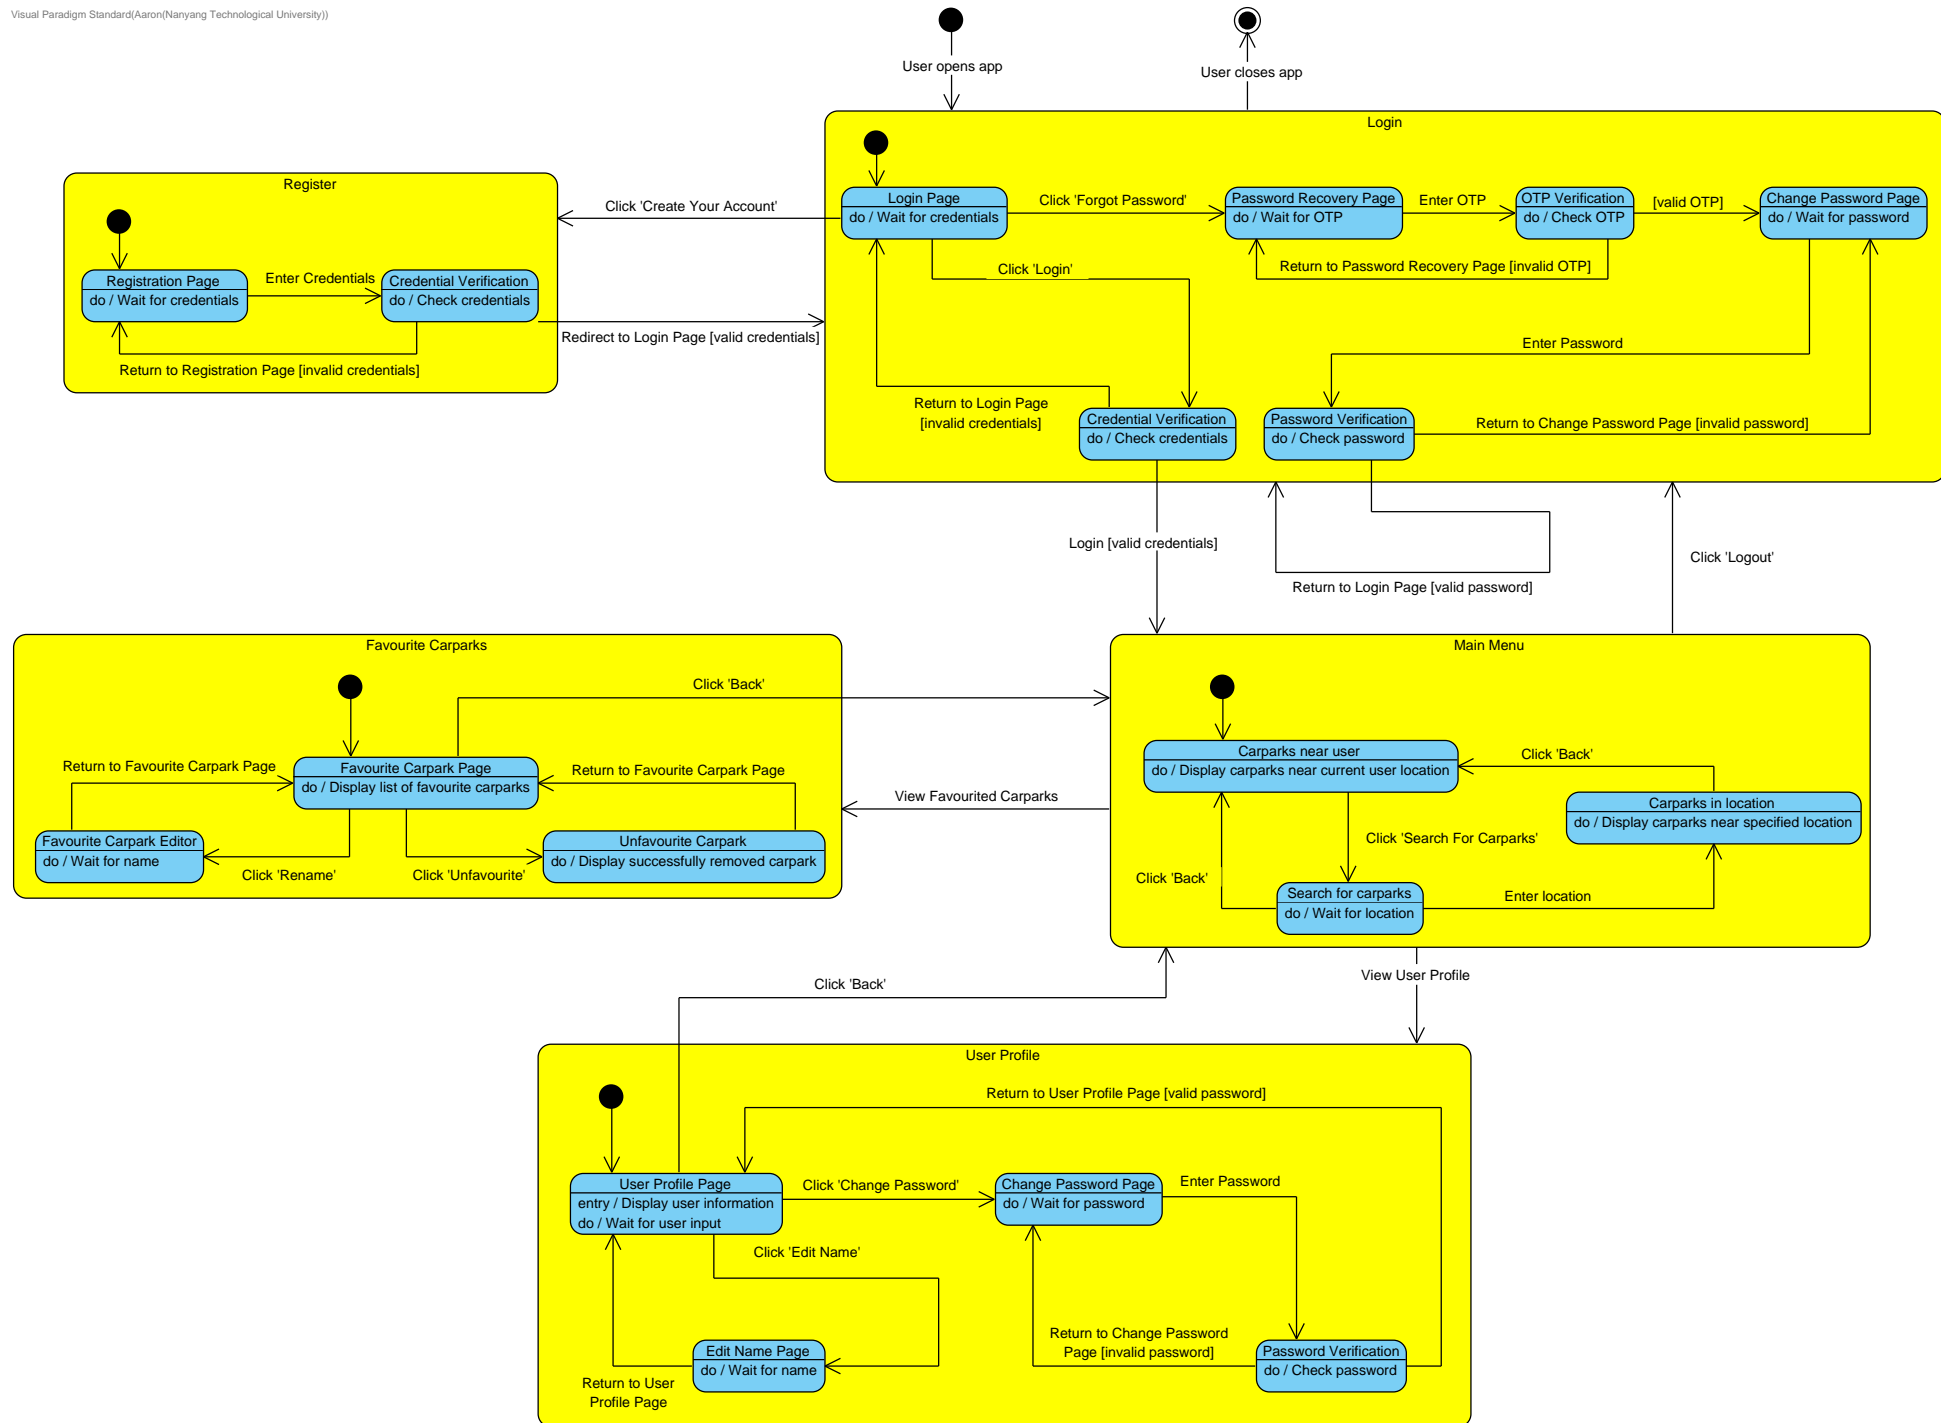 Visual Paradigm Standard(Aaron(Nanyang Technological University))
User opens app
User closes app
Login
Login Page
do / Wait for credentials
Click 'Forgot Password'
Password Recovery Page
do / Wait for OTP
Enter OTP
OTP Verification
do / Check OTP
[valid OTP]
Change Password Page
do / Wait for password
Return to Password Recovery Page [invalid OTP]
Click 'Login'
Enter Password
Return to Login Page
[invalid credentials]
Credential Verification
do / Check credentials
Password Verification
do / Check password
Return to Change Password Page [invalid password]
Register
Click 'Create Your Account'
Registration Page
do / Wait for credentials
Enter Credentials
Credential Verification
do / Check credentials
Return to Registration Page [invalid credentials]
Redirect to Login Page [valid credentials]
Login [valid credentials]
Return to Login Page [valid password]
Click 'Logout'
Favourite Carparks
Click 'Back'
Return to Favourite Carpark Page
Favourite Carpark Page
do / Display list of favourite carparks
Return to Favourite Carpark Page
Favourite Carpark Editor
do / Wait for name
Click 'Rename'
Click 'Unfavourite'
Unfavourite Carpark
do / Display successfully removed carpark
View Favourited Carparks
Main Menu
Carparks near user
do / Display carparks near current user location
Click 'Back'
Carparks in location
do / Display carparks near specified location
Click 'Search For Carparks'
Click 'Back'
Search for carparks
do / Wait for location
Enter location
Click 'Back'
View User Profile
User Profile
Return to User Profile Page [valid password]
User Profile Page
entry / Display user information
do / Wait for user input
Click 'Change Password'
Change Password Page
do / Wait for password
Enter Password
Click 'Edit Name'
Edit Name Page
do / Wait for name
Return to User
Profile Page
Return to Change Password
Page [invalid password]
Password Verification
do / Check password